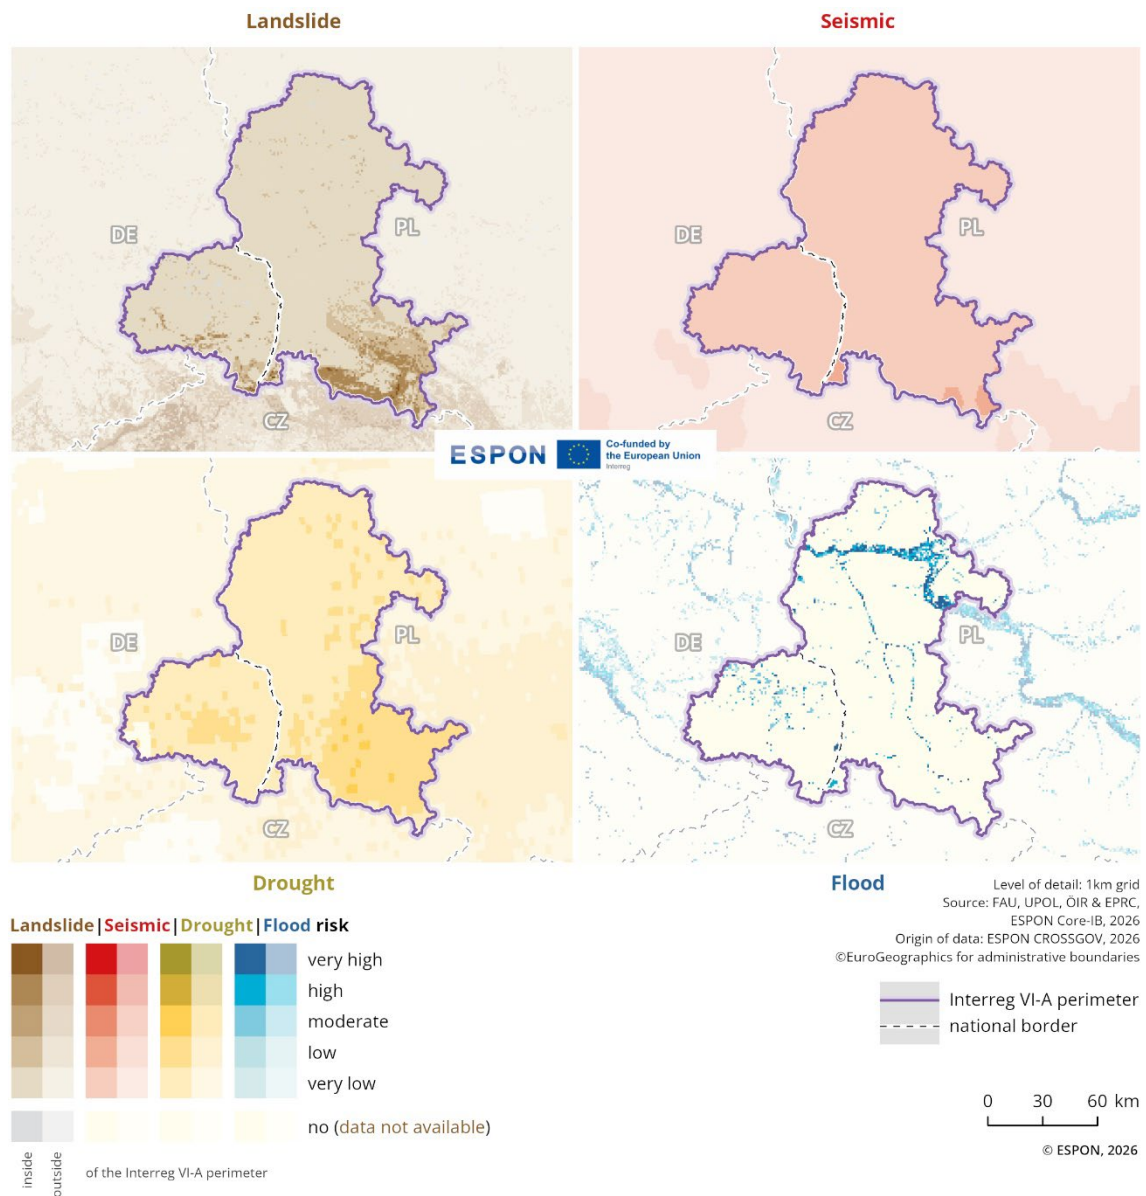 Landslide
Seismic
DE
PL
CZ
DE
PL
ESPON
Co-funded by
the European Union
Interreg
DE
PL
CZ
DE
PL
CZ
Drought
Flood
Level of detail: 1km grid
Source: FAU, UPOL, ÖIR & EPRC,
ESPON Core-IB, 2026
Origin of data: ESPON CROSSGOV, 2026
©EuroGeographics for administrative boundaries
Landslide|Seismic|Drought|Flood risk
very high
high
moderate
low
very low
no (data not available)
inside
outside
of the Interreg VI-A perimeter
Interreg VI-A perimeter
national border
0 30 60 km
© ESPON, 2026